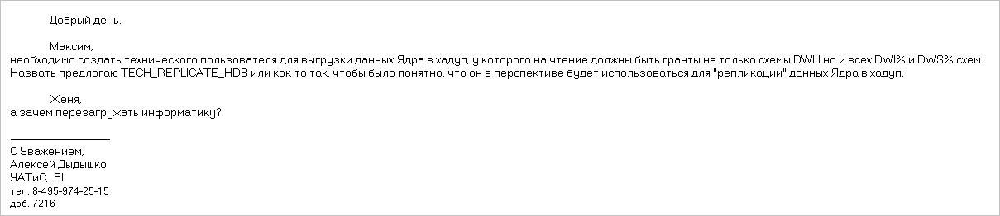 Добрый день.
Максим,
необходимо создать технического пользователя для выгрузки данных Ядра в хадуп, у которого на чтение должны быть гранты не только схемы DWH но и всех DWI% и DWS% схем.
Назвать предлагаю TECH_REPLICATE_HDB или как-то так, чтобы было понятно, что он в перспективе будет использоваться для "репликации" данных Ядра в хадуп.
Женя,
а зачем перезагружать информатику?
С Уважением,
Алексей Дыдышко
УАТиС, BI
тел. 8-495-974-25-15
доб. 7216